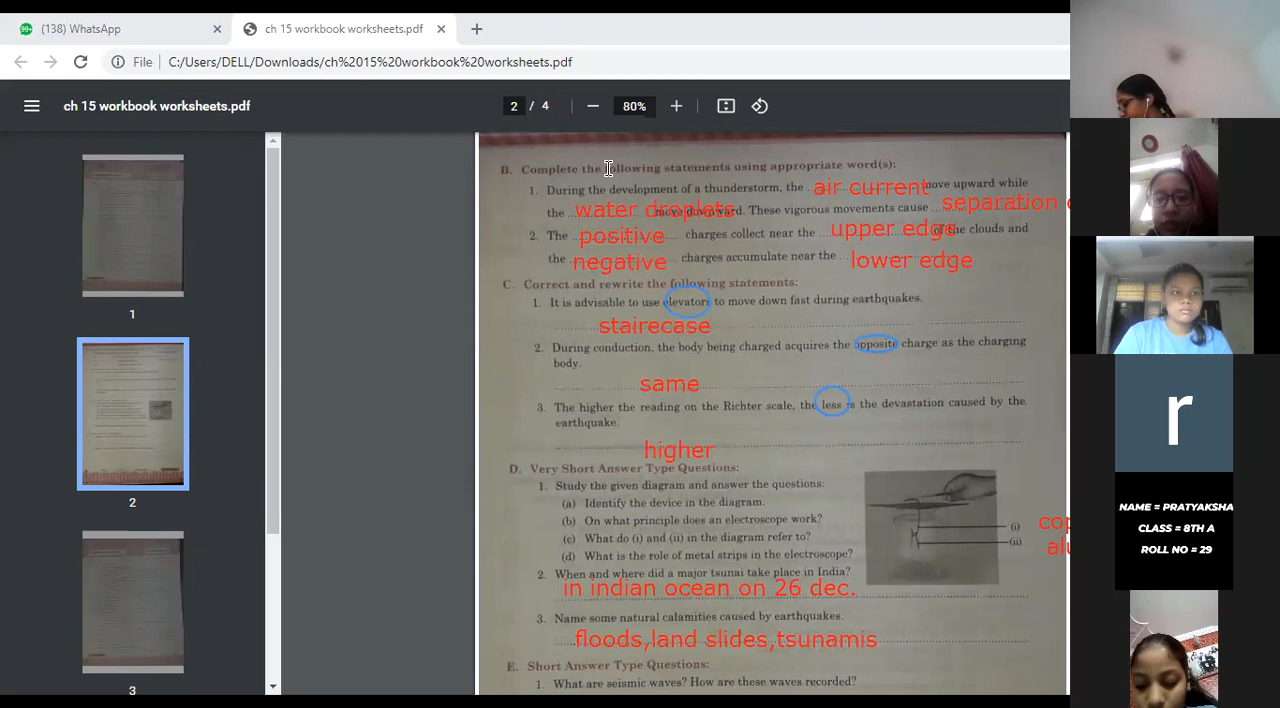 99+ (138) WhatsApp
ch 15 workbook worksheets.pdf
File C:/Users/DELL/Downloads/ch%2015%20workbook%20worksheets.pdf
ch 15 workbook worksheets.pdf
2 / 4
80%
1
2
3
B. Complete the following statements using appropriate word(s):
1. During the development of a thunderstorm, the air current move upward while
the water droplets move downward. These vigorous movements cause separation
2. The positive charges collect near the upper edge of the clouds and
the negative charges accumulate near the lower edge
C. Correct and rewrite the following statements:
1. It is advisable to use elevators to move down fast during earthquakes.
stairecase
2. During conduction, the body being charged acquires the opposite charge as the charging
body.
same
3. The higher the reading on the Richter scale, the less is the devastation caused by the
earthquake.
higher
D. Very Short Answer Type Questions:
1. Study the given diagram and answer the questions:
(a) Identify the device in the diagram.
(b) On what principle does an electroscope work?
(c) What do (i) and (ii) in the diagram refer to?
(d) What is the role of metal strips in the electroscope?
(i) cop
(ii) alu
2. When and where did a major tsunai take place in India?
in indian ocean on 26 dec.
3. Name some natural calamities caused by earthquakes.
floods,land slides,tsunamis
E. Short Answer Type Questions:
1. What are seismic waves? How are these waves recorded?
r
NAME = PRATYAKSHA
CLASS = 8TH A
ROLL NO = 29